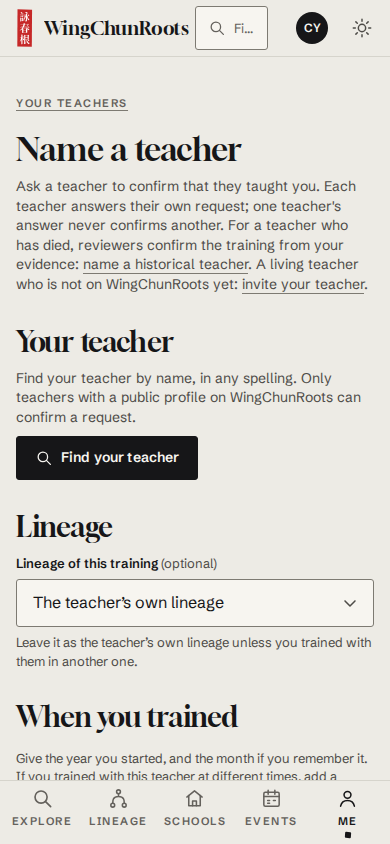 詠春根
WingChunRoots
Fi...
CY
YOUR TEACHERS
Name a teacher
Ask a teacher to confirm that they taught you. Each
teacher answers their own request; one teacher's
answer never confirms another. For a teacher who
has died, reviewers confirm the training from your
evidence: name a historical teacher. A living teacher
who is not on WingChunRoots yet: invite your teacher.
Your teacher
Find your teacher by name, in any spelling. Only
teachers with a public profile on WingChunRoots can
confirm a request.
Find your teacher
Lineage
Lineage of this training (optional)
The teacher's own lineage
Leave it as the teacher's own lineage unless you trained with
them in another one.
When you trained
Give the year you started, and the month if you remember it.
If you trained with this teacher at different times, add a
EXPLORE LINEAGE SCHOOLS EVENTS ME